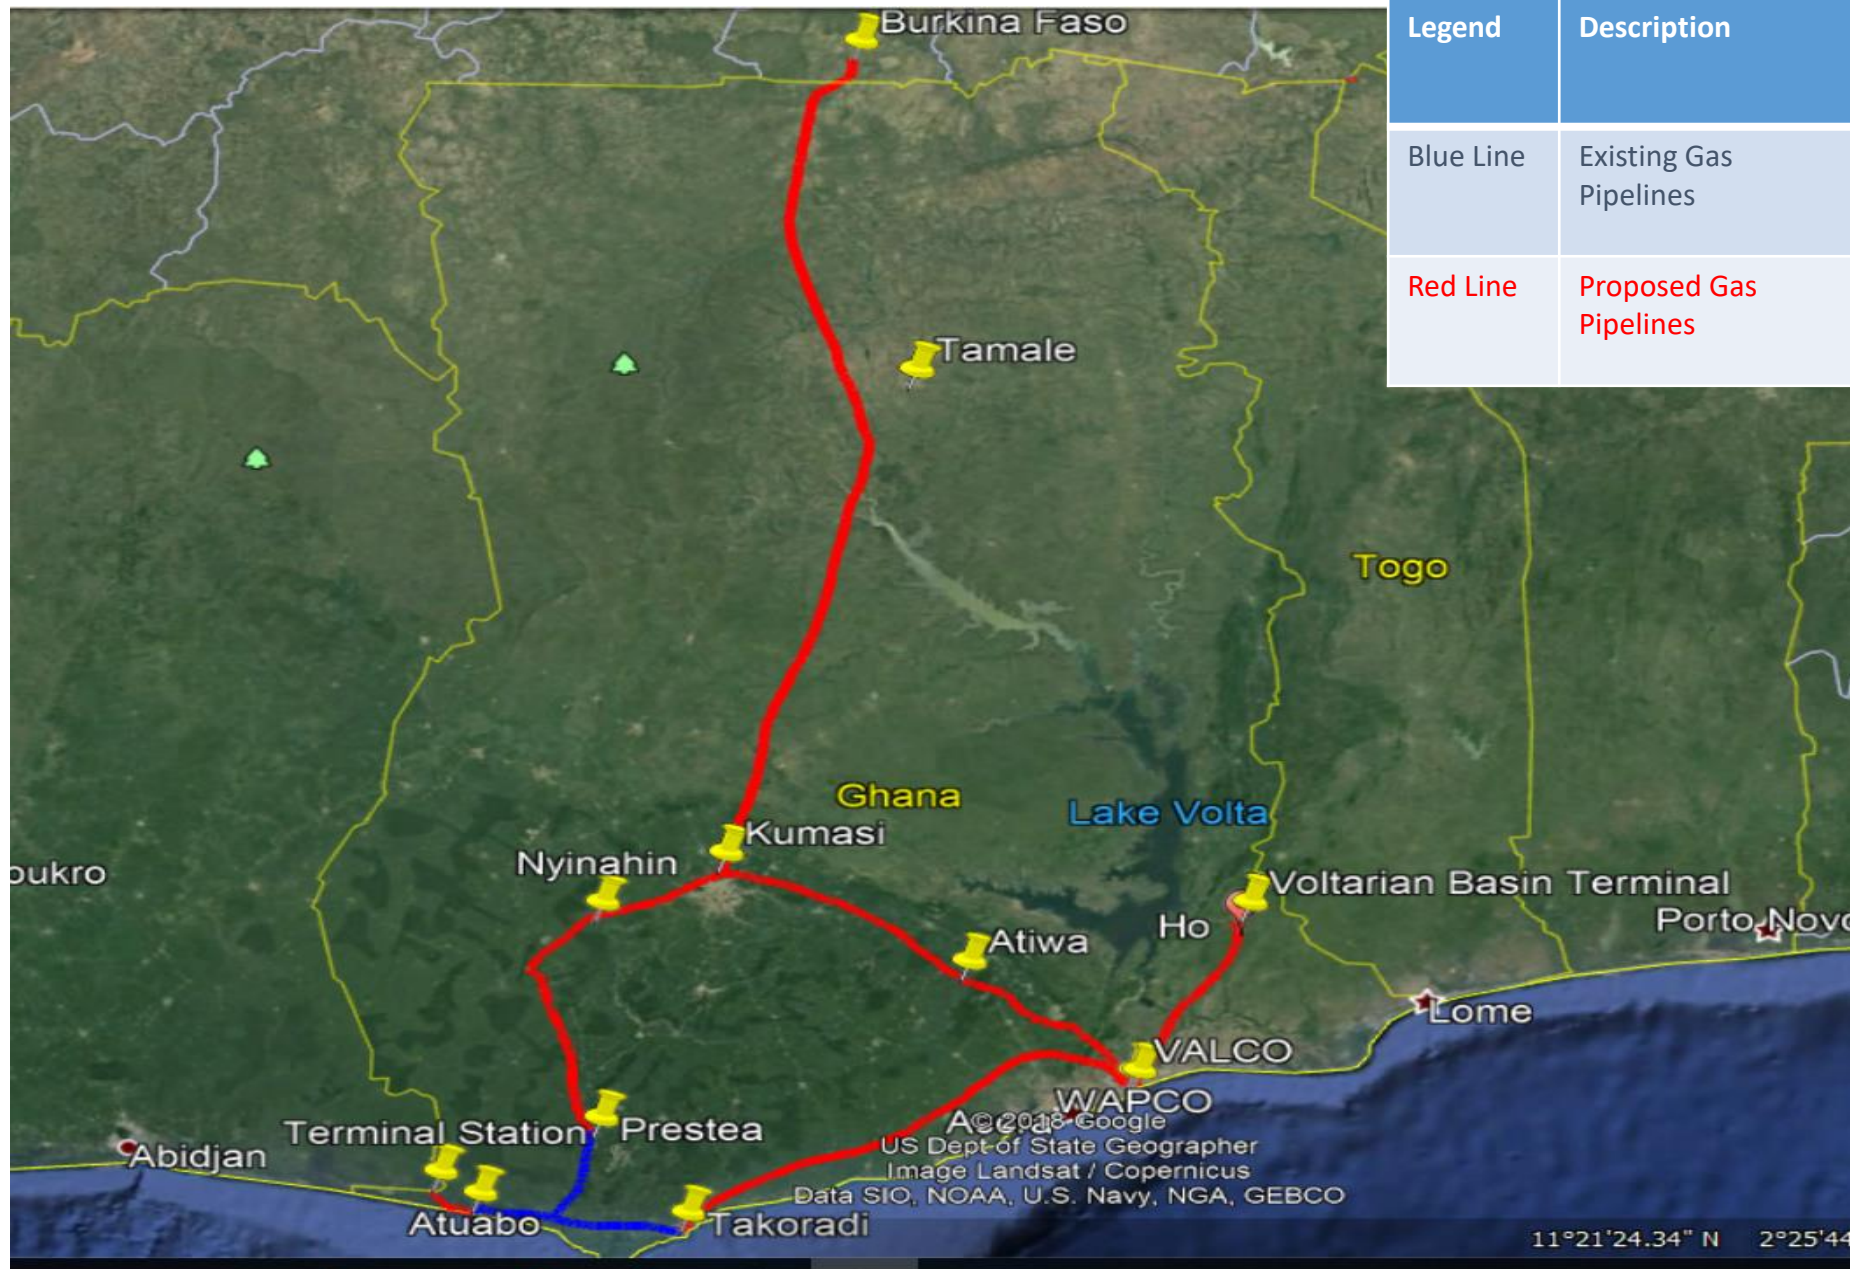 Burkina Faso
Legend Description
Blue Line Existing Gas
Pipelines
Red Line Proposed Gas
Pipelines
Tamale
Togo
Ghana
Lake Volta
Kumasi
Nyinahin
oukro
Voltarian Basin Terminal
Porto-Novo
Ho
Atiwa
Lome
VALCO
WAPCO
Prestea
Terminal Station
Abidjan
© 2018 Google
US Dept of State Geographer
Image Landsat / Copernicus
Data SIO, NOAA, U.S. Navy, NGA, GEBCO
Atuabo
Takoradi
11°21'24.34" N 2°25'44